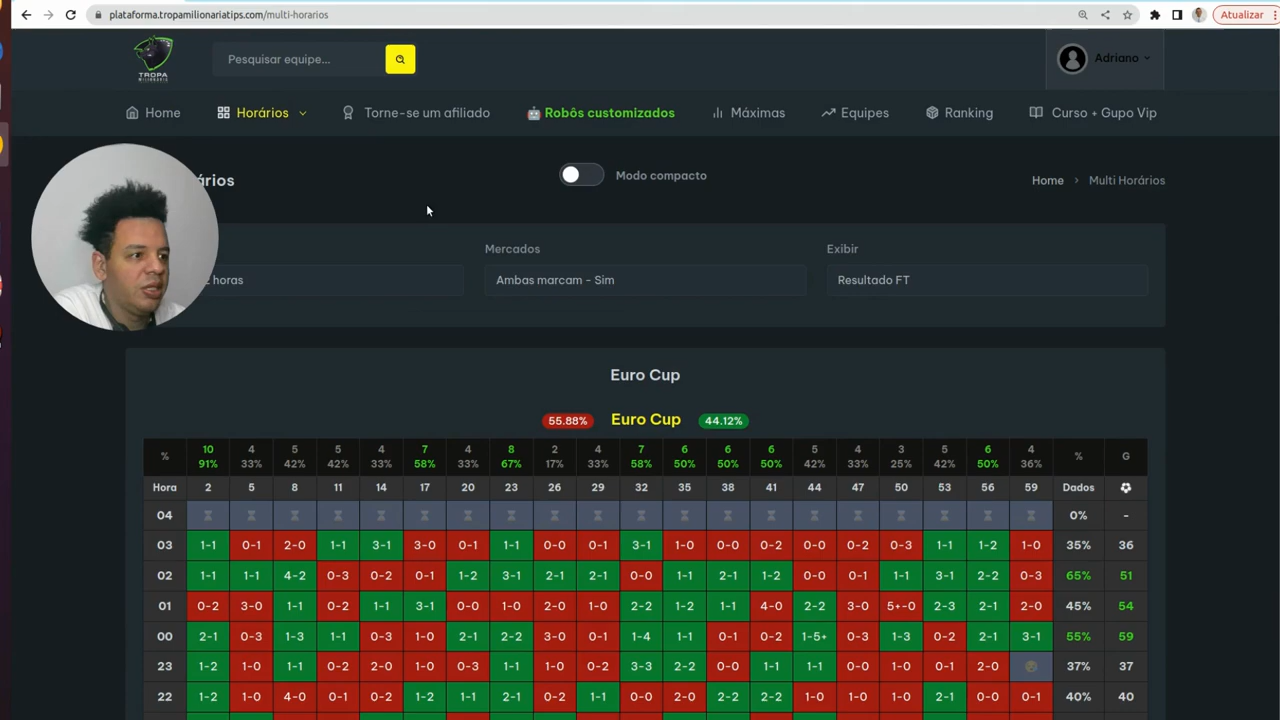 plataforma.tropamilionariatips.com/multi-horarios
Atualizar
TROPA
Pesquisar equipe...
Adriano
Home
Horários
Torne-se um afiliado
Robôs customizados
Máximas
Equipes
Ranking
Curso + Gupo Vip
ários
Modo compacto
Home > Multi Horários
Mercados
Exibir
horas
Ambas marcam - Sim
Resultado FT
Euro Cup
55.88% Euro Cup 44.12%
% 10 4 5 5 4 7 4 8 2 4 7 6 6 6 5 4 3 5 6 4 % G
91% 33% 42% 42% 33% 58% 33% 67% 17% 33% 58% 50% 50% 50% 42% 33% 25% 42% 50% 36%
Hora 2 5 8 11 14 17 20 23 26 29 32 35 38 41 44 47 50 53 56 59 Dados
04 0% -
03 1-1 0-1 2-0 1-1 3-1 3-0 0-1 1-1 0-0 0-1 3-1 1-0 0-0 0-2 0-0 0-2 0-3 1-1 1-2 1-0 35% 36
02 1-1 1-1 4-2 0-3 0-2 0-1 1-2 3-1 2-1 2-1 0-0 1-1 2-1 1-2 0-0 0-1 1-1 3-1 2-2 0-3 65% 51
01 0-2 3-0 1-1 0-2 1-1 3-1 0-0 1-0 2-0 1-0 2-2 1-2 1-1 4-0 2-2 3-0 5+-0 2-3 2-1 2-0 45% 54
00 2-1 0-3 1-3 1-1 0-3 1-0 2-1 2-2 3-0 0-1 1-4 1-1 0-1 0-2 1-5+ 0-3 1-3 0-2 2-1 3-1 55% 59
23 1-2 1-0 1-1 0-2 2-0 1-0 0-3 1-1 1-0 0-2 3-3 2-2 0-0 1-1 1-1 0-0 1-0 0-1 2-0 37% 37
22 1-2 1-0 4-0 0-1 0-2 1-2 1-1 2-1 0-2 1-1 0-0 2-0 2-2 2-2 1-0 1-0 1-0 2-1 0-0 0-1 40% 40